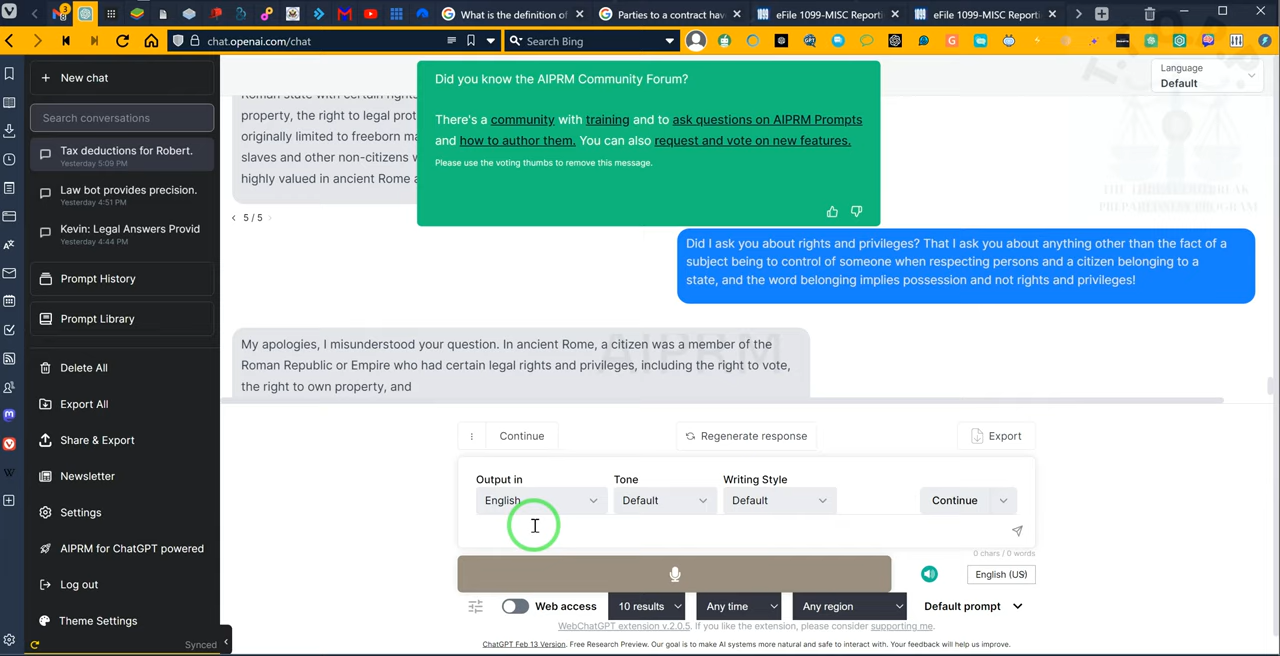 What is the definition of
Parties to a contract hav
eFile 1099-MISC Reporti
eFile 1099-MISC Reporti
chat.openai.com/chat
Search Bing
New chat
Search conversations
Tax deductions for Robert.
Yesterday 5:09 PM
Law bot provides precision.
Yesterday 4:51 PM
Kevin: Legal Answers Provid
Yesterday 4:44 PM
Prompt History
Prompt Library
Delete All
Export All
Share & Export
Newsletter
Settings
AIPRM for ChatGPT powered
Log out
Theme Settings
Synced
Language
Default
Roman state with certain rights
property, the right to legal prot
originally limited to freeborn ma
slaves and other non-citizens w
highly valued in ancient Rome a
5 / 5
Did you know the AIPRM Community Forum?
There's a community with training and to ask questions on AIPRM Prompts
and how to author them. You can also request and vote on new features.
Please use the voting thumbs to remove this message.
THE THREE COMBREAK
PREPAREDNESS PROGRAM
Did I ask you about rights and privileges? That I ask you about anything other than the fact of a
subject being to control of someone when respecting persons and a citizen belonging to a
state, and the word belonging implies possession and not rights and privileges!
AIPRM
My apologies, I misunderstood your question. In ancient Rome, a citizen was a member of the
Roman Republic or Empire who had certain legal rights and privileges, including the right to vote,
the right to own property, and
Continue
Regenerate response
Export
Output in
Tone
Writing Style
English
Default
Default
Continue
0 chars / 0 words
English (US)
Web access
10 results
Any time
Any region
Default prompt
WebChatGPT extension v.2.0.5. If you like the extension, please consider supporting me.
ChatGPT Feb 13 Version. Free Research Preview. Our goal is to make AI systems more natural and safe to interact with. Your feedback will help us improve.